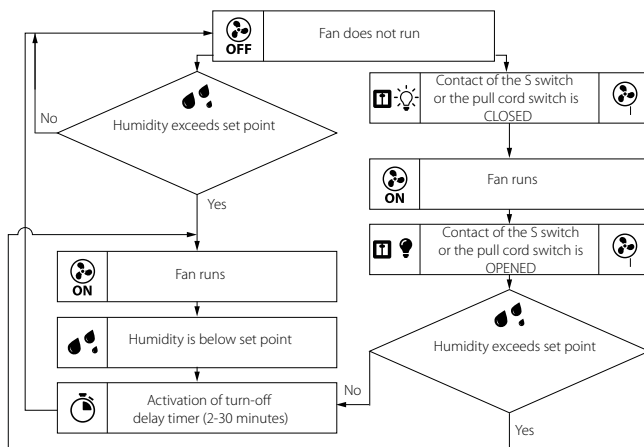 OFF
Fan does not run
No
Humidity exceeds set point
Yes
Contact of the S switch
or the pull cord switch is
CLOSED
ON
Fan runs
Contact of the S switch
or the pull cord switch is
OPENED
ON
Fan runs
Humidity is below set point
Activation of turn-off
delay timer (2-30 minutes)
Humidity exceeds set point
No
Yes